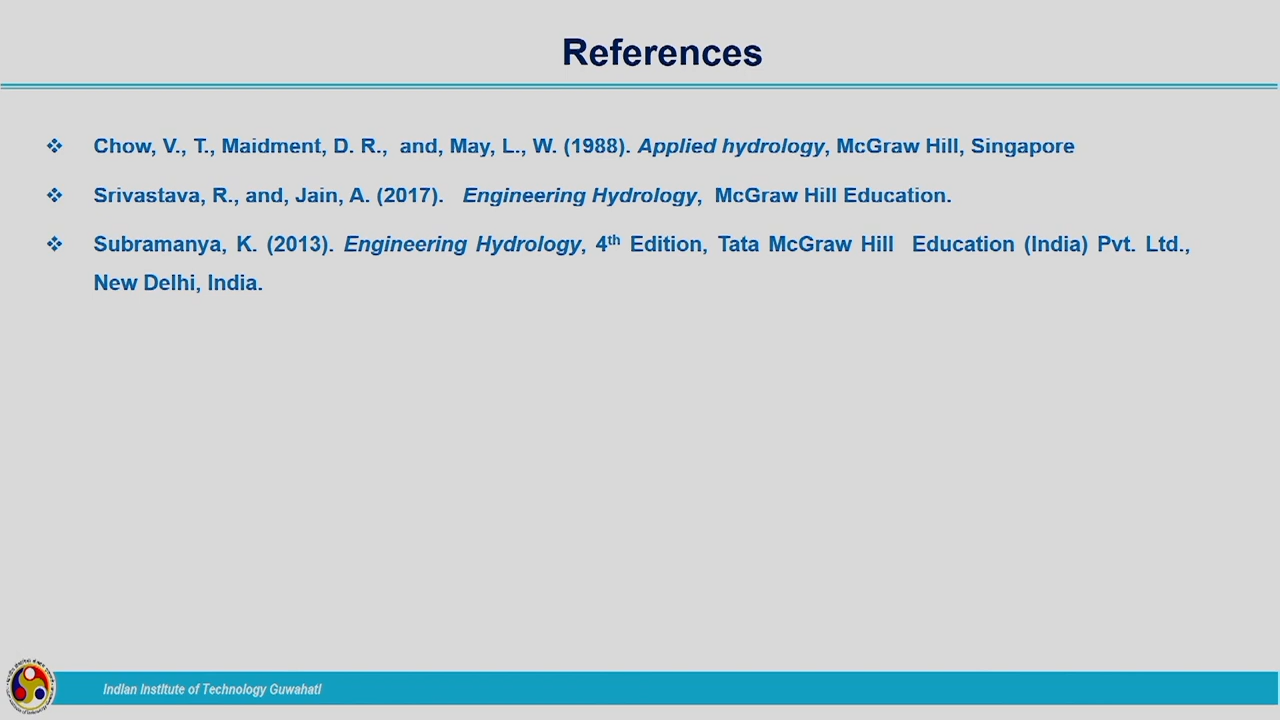 References
❖ Chow, V., T., Maidment, D. R., and, May, L., W. (1988). Applied hydrology, McGraw Hill, Singapore
❖ Srivastava, R., and, Jain, A. (2017). Engineering Hydrology, McGraw Hill Education.
❖ Subramanya, K. (2013). Engineering Hydrology, 4th Edition, Tata McGraw Hill Education (India) Pvt. Ltd.,
New Delhi, India.
Indian Institute of Technology Guwahati